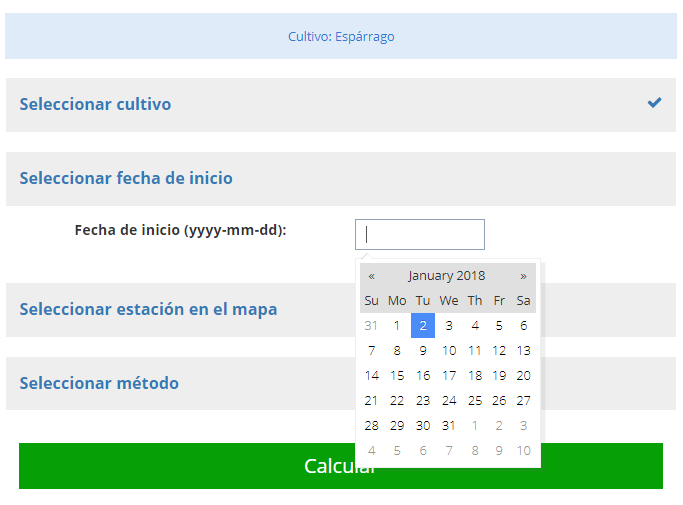 Cultivo: Espárrago
Seleccionar cultivo
Seleccionar fecha de inicio
Fecha de inicio (yyyy-mm-dd):
« January 2018 »
Su Mo Tu We Th Fr Sa
31 1 2 3 4 5 6
7 8 9 10 11 12 13
14 15 16 17 18 19 20
21 22 23 24 25 26 27
28 29 30 31 1 2 3
4 5 6 7 8 9 10
Seleccionar estación en el mapa
Seleccionar método
Calcular